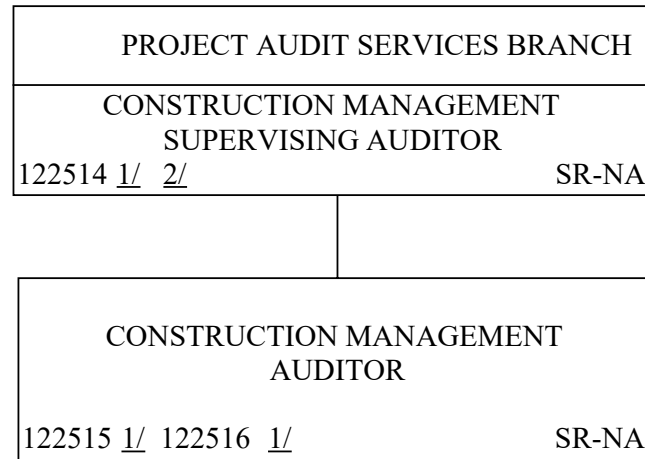 PROJECT AUDIT SERVICES BRANCH
CONSTRUCTION MANAGEMENT
SUPERVISING AUDITOR
122514 1/ 2/ SR-NA
CONSTRUCTION MANAGEMENT
AUDITOR
122515 1/ 122516 1/ SR-NA